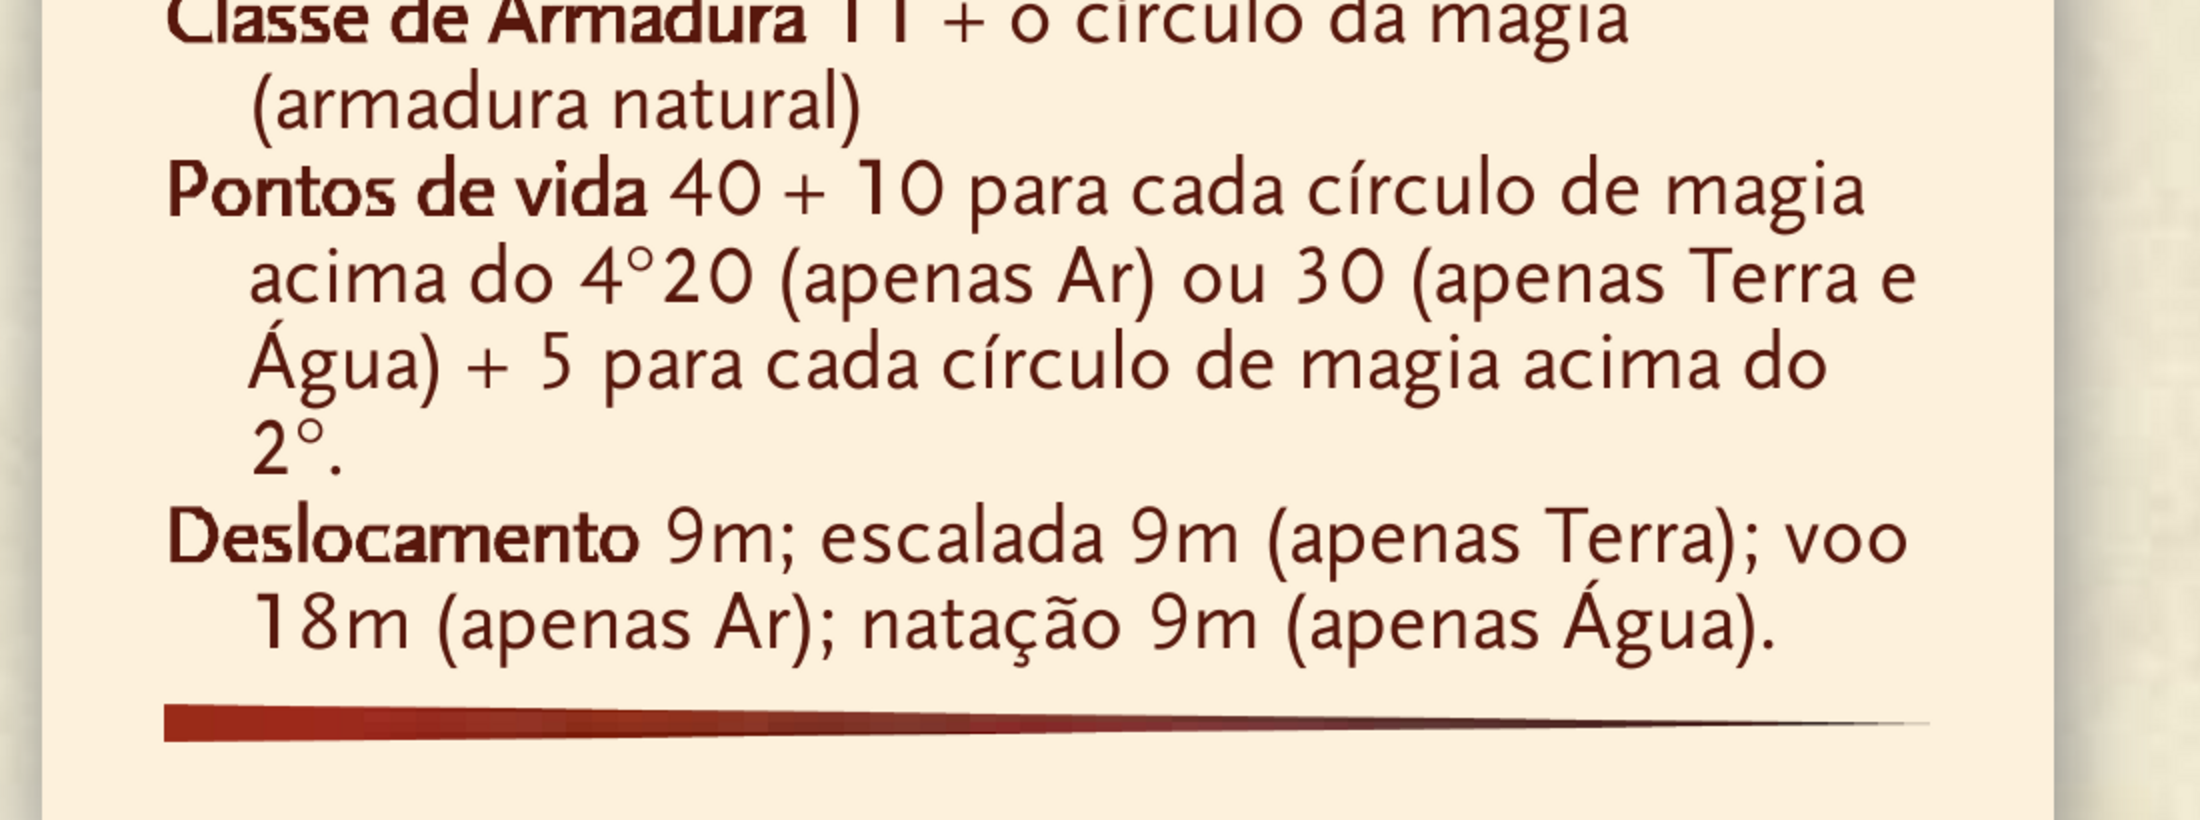 Classe de Armadura 11 + o círculo da magia
(armadura natural)
Pontos de vida 40 + 10 para cada círculo de magia
acima do 4°20 (apenas Ar) ou 30 (apenas Terra e
Água) + 5 para cada círculo de magia acima do
2°.
Deslocamento 9m; escalada 9m (apenas Terra); voo
18m (apenas Ar); natação 9m (apenas Água).